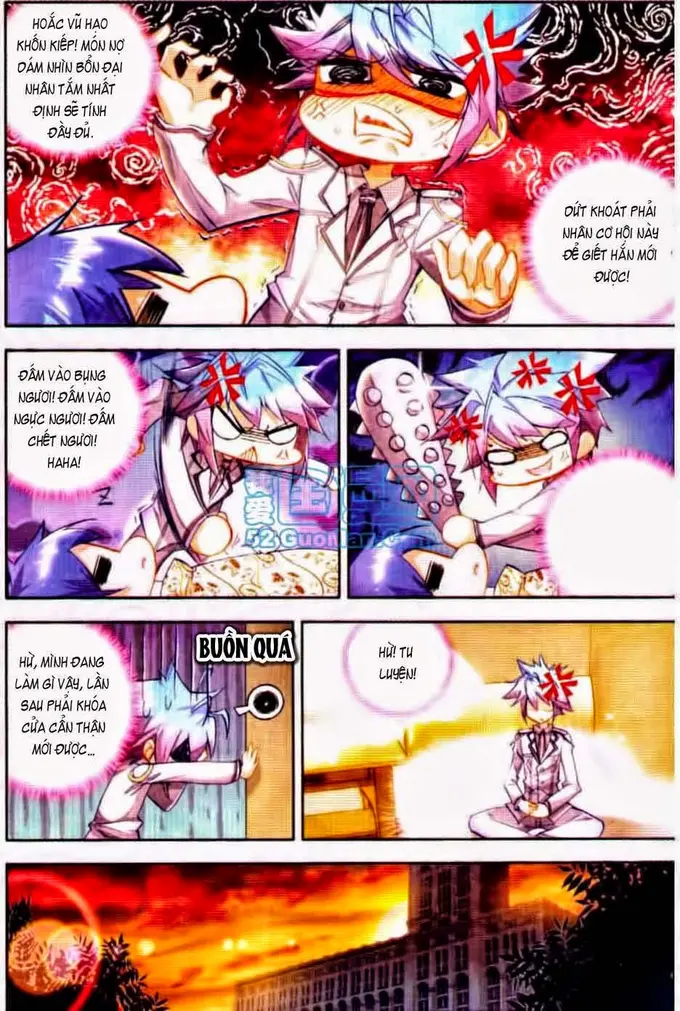 HOẮC VŨ HẠO
KHỐN KIẾP! MÓN NỢ
DÁM NHÌN BỔN ĐẠI
NHÂN TẮM NHẤT
ĐỊNH SẼ TÍNH
ĐẦY ĐỦ.
DỨT KHOÁT PHẢI
NHÂN CƠ HỘI NÀY
ĐỂ GIẾT HẮN MỚI
ĐƯỢC!
ĐẤM VÀO BỤNG
NGƯƠI! ĐẤM VÀO
NGỰC NGƯƠI! ĐẤM
CHẾT NGƯƠI!
HAHA!
Z
BUỒN QUÁ
HỪ, MÌNH ĐANG
LÀM GÌ VẬY, LẦN
SAU PHẢI KHÓA
CỬA CẨN THẬN
MỚI ĐƯỢC...
HỪ! TU
LUYỆN!